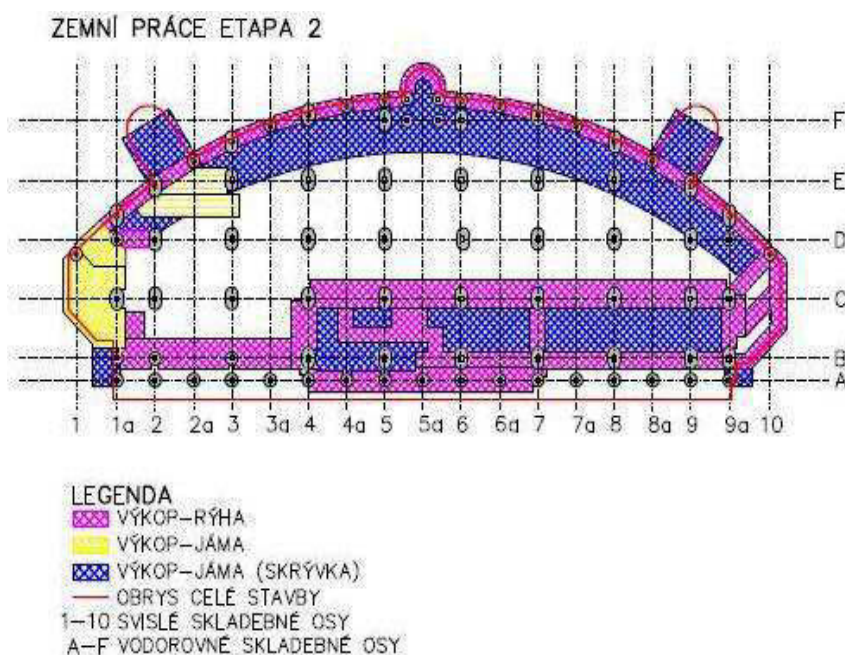 ZEMNÍ PRÁCE ETAPA 2
F
E
D
C
B
A
1 1a 2 2a 3 3a 4 4a 5 5a 6 6a 7 7a 8 8a 9 9a 10
LEGENDA
VÝKOP-RÝHA
VÝKOP-JÁMA
VÝKOP-JÁMA (SKRÝVKA)
OBRYS CELÉ STAVBY
1-10 SVISLÉ SKLADEBNÉ OSY
A-F VODOROVNÉ SKLADEBNÉ OSY